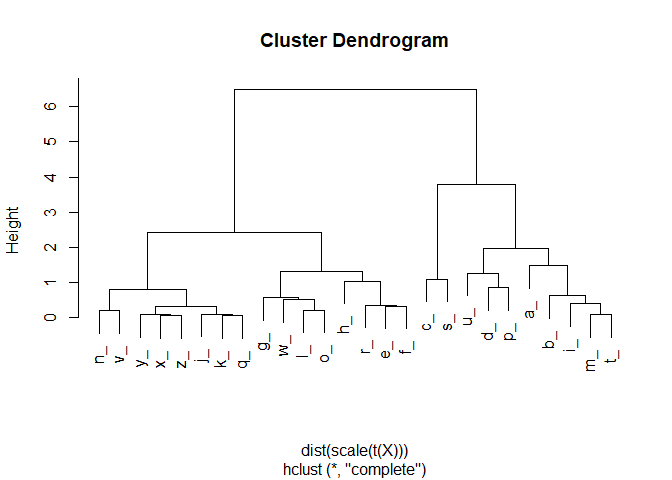 Cluster Dendrogram
Height
6
5
4
3
2
1
0
n_
v_
y_
x_
z_
j_
k_
q_
g_
w_
l_
o_
h_
r_
e_
f_
c_
s_
u_
d_
p_
a_
b_
i_
m_
t_
dist(scale(t(X)))
hclust (*, "complete")